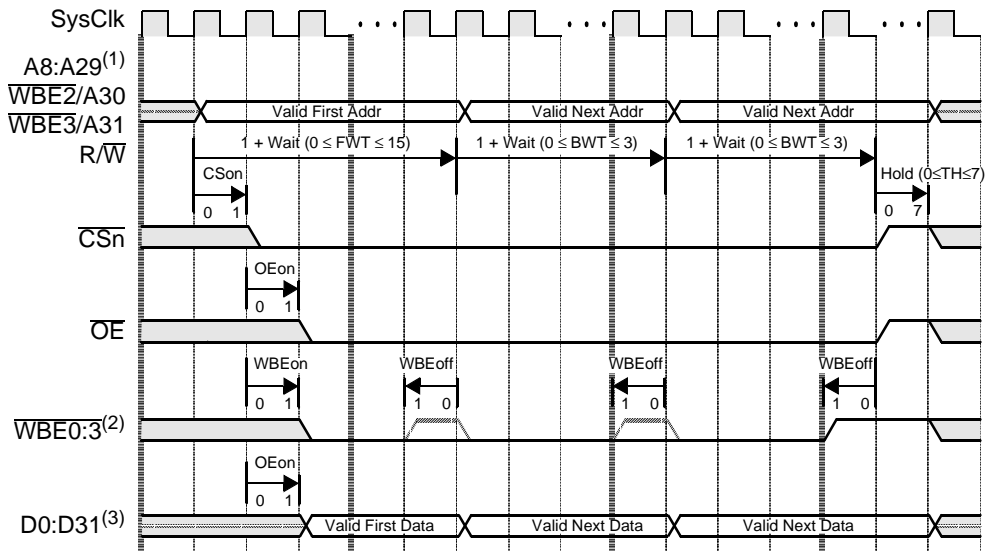 SysClk
A8:A29(1)
WBE2/A30
WBE3/A31
R/W
Valid First Addr Valid Next Addr Valid Next Addr
1 + Wait (0 ≤ FWT ≤ 15) 1 + Wait (0 ≤ BWT ≤ 3) 1 + Wait (0 ≤ BWT ≤ 3)
CSon Hold (0≤TH≤7)
0 1 0 7
CSn
OEon
0 1
OE
WBEon WBEoff WBEoff WBEoff
0 1 1 0 1 0 1 0
WBE0:3(2)
OEon
0 1
D0:D31(3) Valid First Data Valid Next Data Valid Next Data